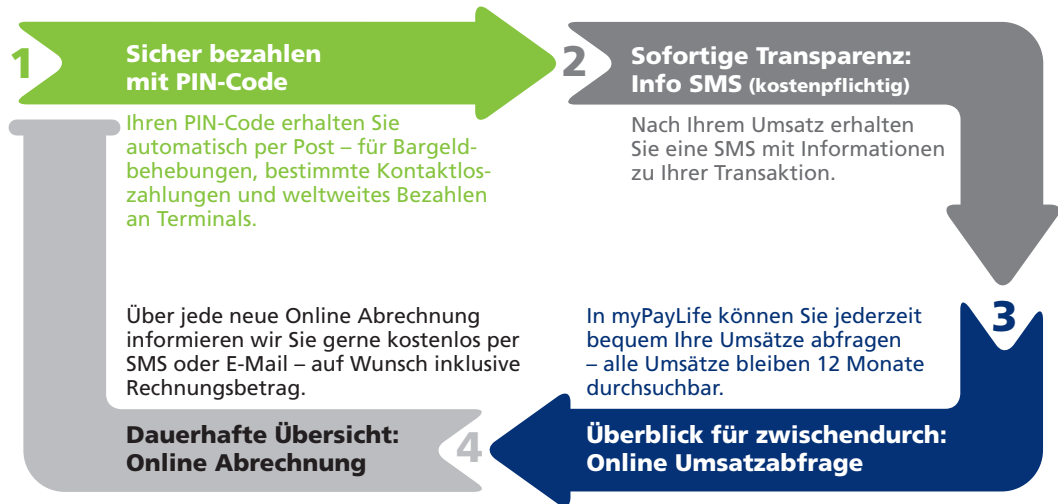 1
Sicher bezahlen
mit PIN-Code
Ihren PIN-Code erhalten Sie
automatisch per Post – für Bargeld-
behebungen, bestimmte Kontaktlos-
zahlungen und weltweites Bezahlen
an Terminals.
2
Sofortige Transparenz:
Info SMS (kostenpflichtig)
Nach Ihrem Umsatz erhalten
Sie eine SMS mit Informationen
zu Ihrer Transaktion.
3
In myPayLife können Sie jederzeit
bequem Ihre Umsätze abfragen
– alle Umsätze bleiben 12 Monate
durchsuchbar.
Überblick für zwischendurch:
Online Umsatzabfrage
4
Über jede neue Online Abrechnung
informieren wir Sie gerne kostenlos per
SMS oder E-Mail – auf Wunsch inklusive
Rechnungsbetrag.
Dauerhafte Übersicht:
Online Abrechnung